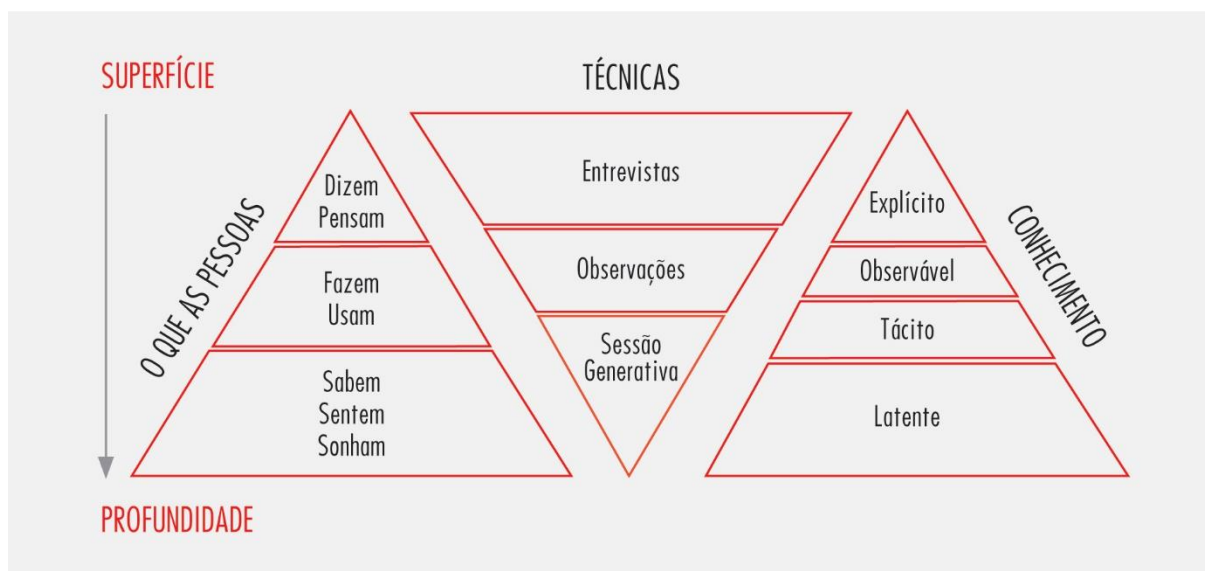 SUPERFÍCIE
TÉCNICAS
O QUE AS PESSOAS
Dizem
Pensam
Fazem
Usam
Sabem
Sentem
Sonham
Entrevistas
Observações
Sessão
Generativa
Explícito
Observável
Tácito
Latente
CONHECIMENTO
PROFUNDIDADE